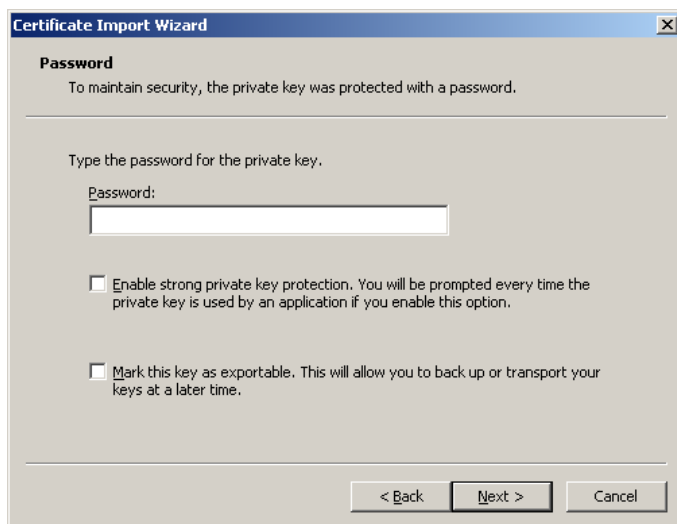 Certificate Import Wizard
Password
To maintain security, the private key was protected with a password.
Type the password for the private key.
Password:
Enable strong private key protection. You will be prompted every time the
private key is used by an application if you enable this option.
Mark this key as exportable. This will allow you to back up or transport your
keys at a later time.
< Back Next > Cancel